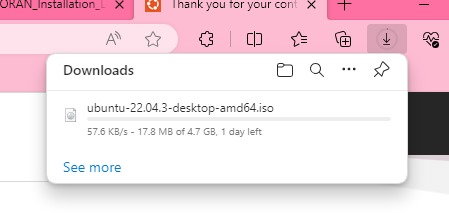 ORAN_Installation_
Thank you for your cont
Downloads
ubuntu-22.04.3-desktop-amd64.iso
57.6 KB/s - 17.8 MB of 4.7 GB, 1 day left
See more